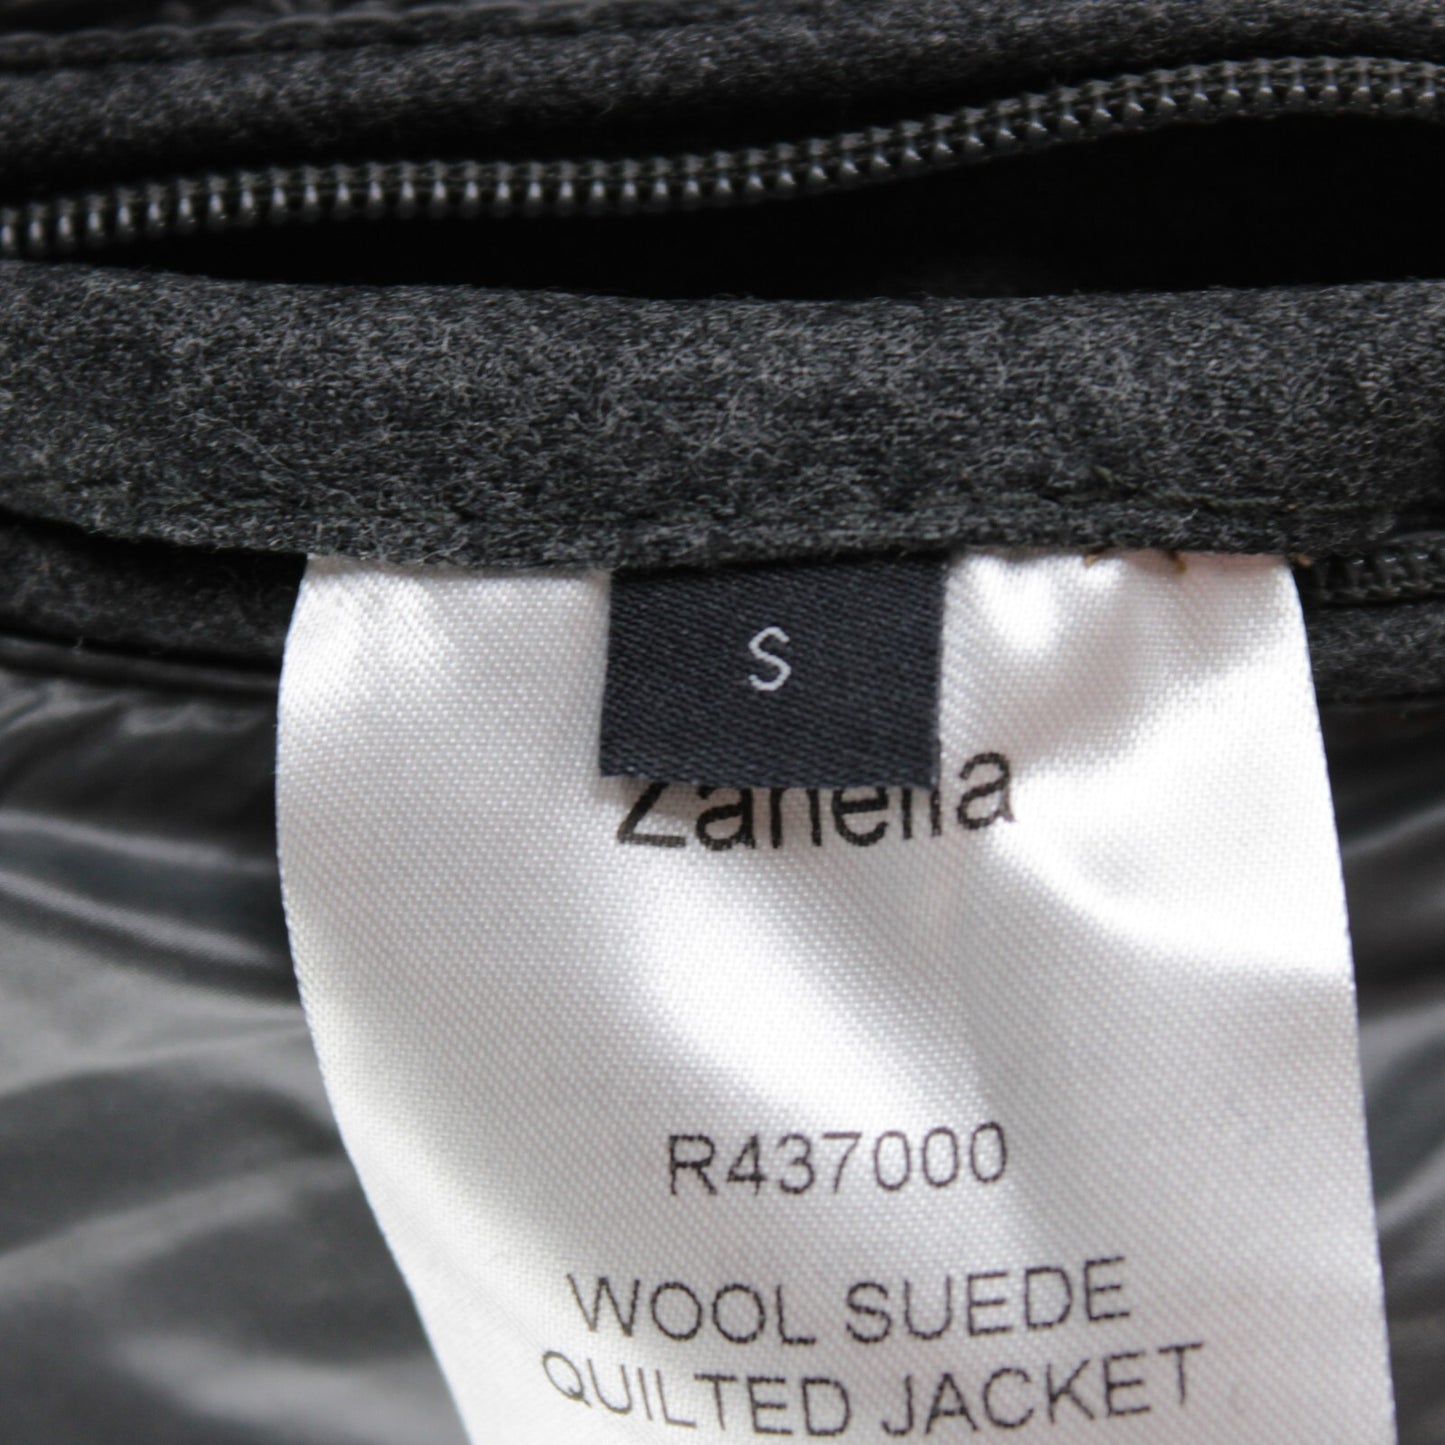 S
Zanella
R437000
WOOL SUEDE
QUILTED JACKET